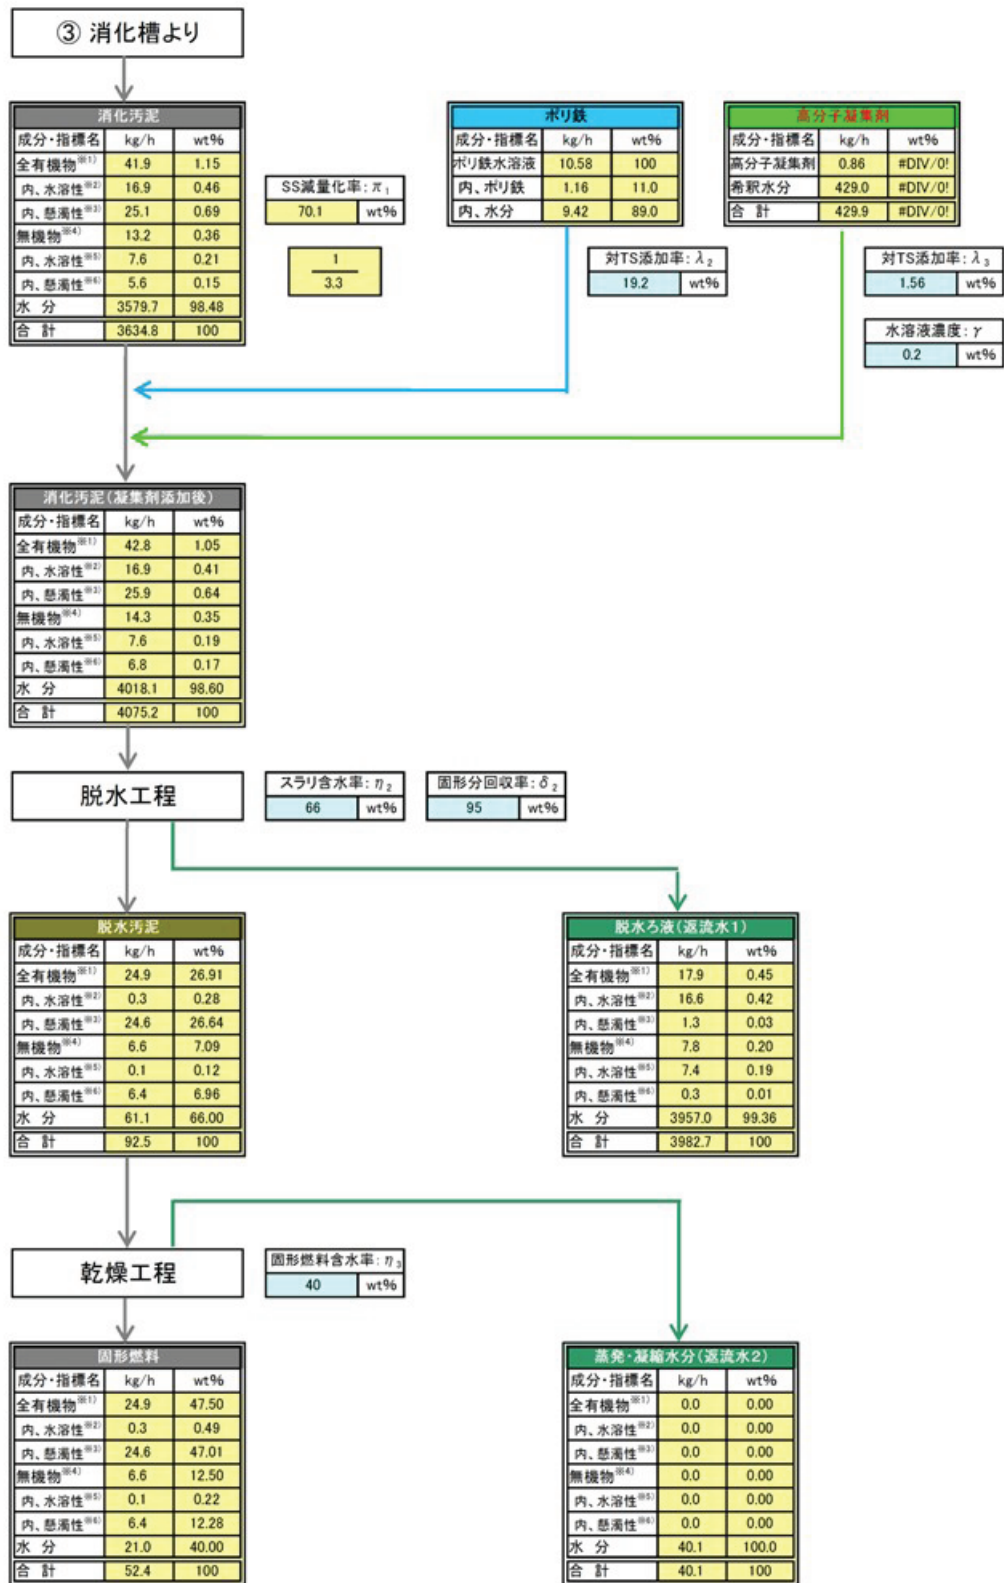 ③ 消化槽より
消化汚泥
成分・指標名 kg/h wt%
全有機物※1) 41.9 1.15
内、水溶性※2) 16.9 0.46
内、懸濁性※3) 25.1 0.69
無機物※4) 13.2 0.36
内、水溶性※5) 7.6 0.21
内、懸濁性※6) 5.6 0.15
水 分 3579.7 98.48
合 計 3634.8 100
SS減量化率:π1
70.1 wt%
1
3.3
ポリ鉄
成分・指標名 kg/h wt%
ポリ鉄水溶液 10.58 100
内、ポリ鉄 1.16 11.0
内、水分 9.42 89.0
対TS添加率:λ2
19.2 wt%
高分子凝集剤
成分・指標名 kg/h wt%
高分子凝集剤 0.86 #DIV/0!
希釈水分 429.0 #DIV/0!
合 計 429.9 #DIV/0!
対TS添加率:λ3
1.56 wt%
水溶液濃度:γ
0.2 wt%
消化汚泥(凝集剤添加後)
成分・指標名 kg/h wt%
全有機物※1) 42.8 1.05
内、水溶性※2) 16.9 0.41
内、懸濁性※3) 25.9 0.64
無機物※4) 14.3 0.35
内、水溶性※5) 7.6 0.19
内、懸濁性※6) 6.8 0.17
水 分 4018.1 98.60
合 計 4075.2 100
脱水工程
スラリ含水率:η2
66 wt%
固形分回収率:δ2
95 wt%
脱水汚泥
成分・指標名 kg/h wt%
全有機物※1) 24.9 26.91
内、水溶性※2) 0.3 0.28
内、懸濁性※3) 24.6 26.64
無機物※4) 6.6 7.09
内、水溶性※5) 0.1 0.12
内、懸濁性※6) 6.4 6.96
水 分 61.1 66.00
合 計 92.5 100
脱水ろ液(返流水1)
成分・指標名 kg/h wt%
全有機物※1) 17.9 0.45
内、水溶性※2) 16.6 0.42
内、懸濁性※3) 1.3 0.03
無機物※4) 7.8 0.20
内、水溶性※5) 7.4 0.19
内、懸濁性※6) 0.3 0.01
水 分 3957.0 99.36
合 計 3982.7 100
乾燥工程
固形燃料含水率:η3
40 wt%
固形燃料
成分・指標名 kg/h wt%
全有機物※1) 24.9 47.50
内、水溶性※2) 0.3 0.49
内、懸濁性※3) 24.6 47.01
無機物※4) 6.6 12.50
内、水溶性※5) 0.1 0.22
内、懸濁性※6) 6.4 12.28
水 分 21.0 40.00
合 計 52.4 100
蒸発・凝縮水分(返流水2)
成分・指標名 kg/h wt%
全有機物※1) 0.0 0.00
内、水溶性※2) 0.0 0.00
内、懸濁性※3) 0.0 0.00
無機物※4) 0.0 0.00
内、水溶性※5) 0.0 0.00
内、懸濁性※6) 0.0 0.00
水 分 40.1 100.0
合 計 40.1 100